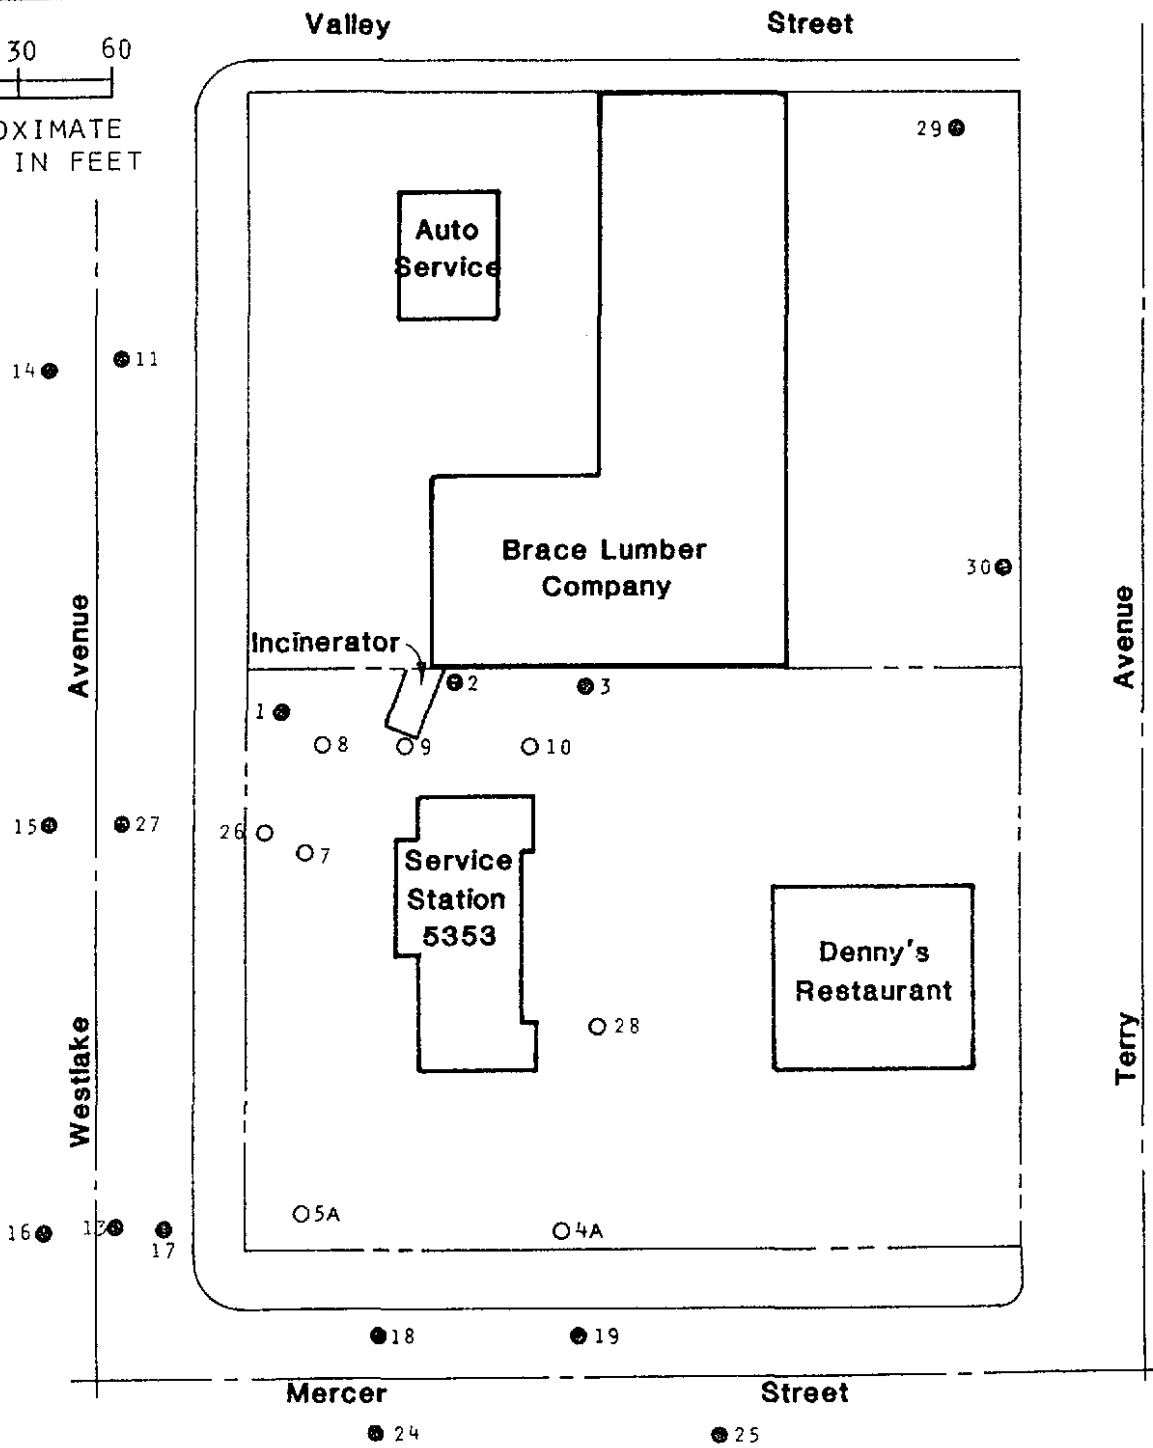 Valley Street
30 60
OXIMATE
IN FEET
29
Auto
Service
14 11
Brace Lumber
Company
30
Avenue
Avenue
Incinerator
2 3
1
8 9 10
15 27 26
7
Service
Station
5353
Denny's
Restaurant
28
Westlake
Terry
5A
4A
16 13
17
18 19
Mercer Street
24 25